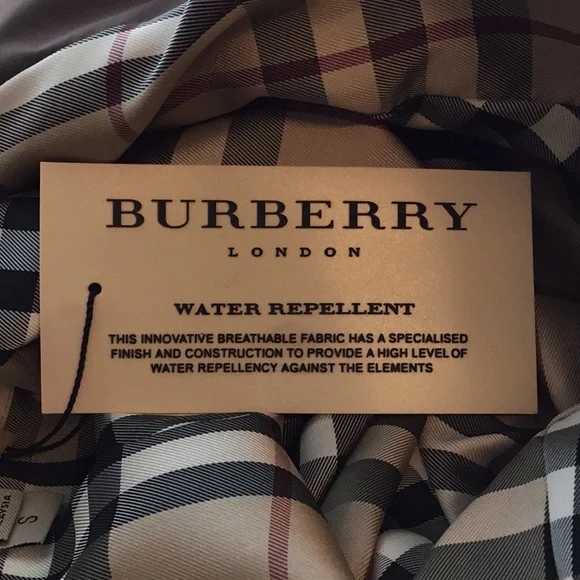 BURBERRY
LONDON
WATER REPELLENT
THIS INNOVATIVE BREATHABLE FABRIC HAS A SPECIALISED
FINISH AND CONSTRUCTION TO PROVIDE A HIGH LEVEL OF
WATER REPELLENCY AGAINST THE ELEMENTS
S